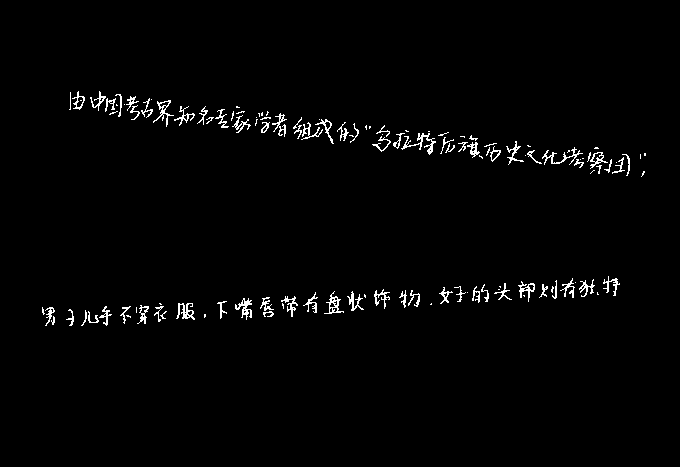 由中国考古界知名专家学者组成的“乌拉特后旗历史文化考察团”，
男子几乎不穿衣服，下嘴唇带有盘状饰物，女子的头部则有独特